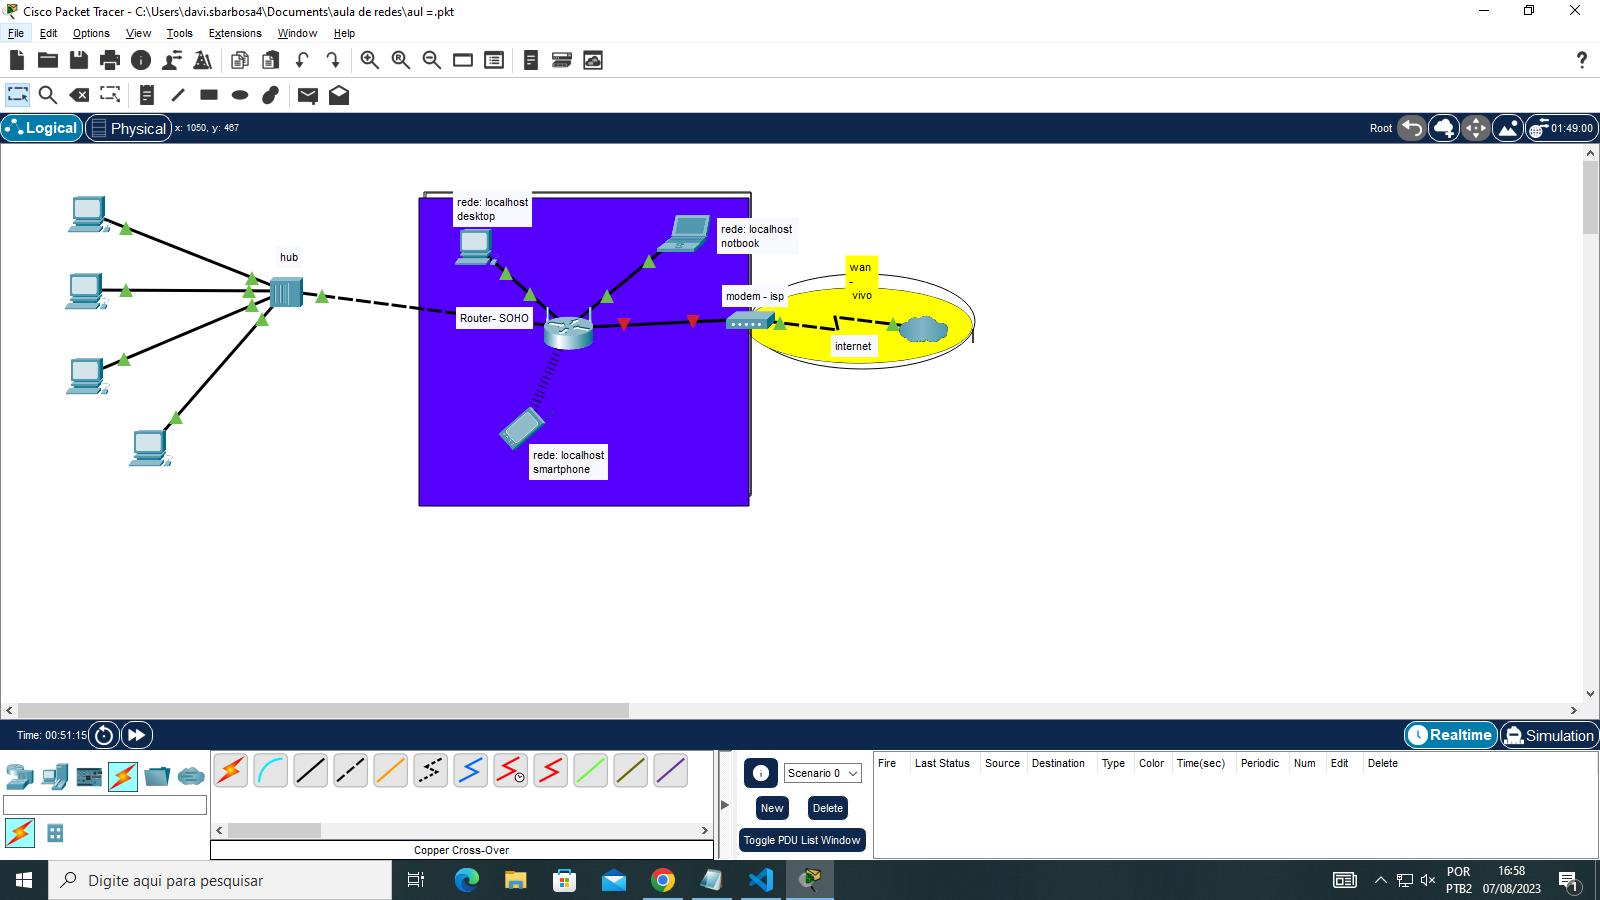 Cisco Packet Tracer - C:\Users\davi.sbarbosa4\Documents\aula de redes\aul =.pkt
File Edit Options View Tools Extensions Window Help
Logical Physical x: 1050, y: 467 Root 01:49:00
rede: localhost
desktop
rede: localhost
notbook
hub
wan
-
vivo
modem - isp
Router- SOHO
internet
rede: localhost
smartphone
Time: 00:51:15 Realtime Simulation
Scenario 0
New Delete
Toggle PDU List Window
Fire Last Status Source Destination Type Color Time(sec) Periodic Num Edit Delete
Copper Cross-Over
Digite aqui para pesquisar
POR
PTB2
16:58
07/08/2023
1